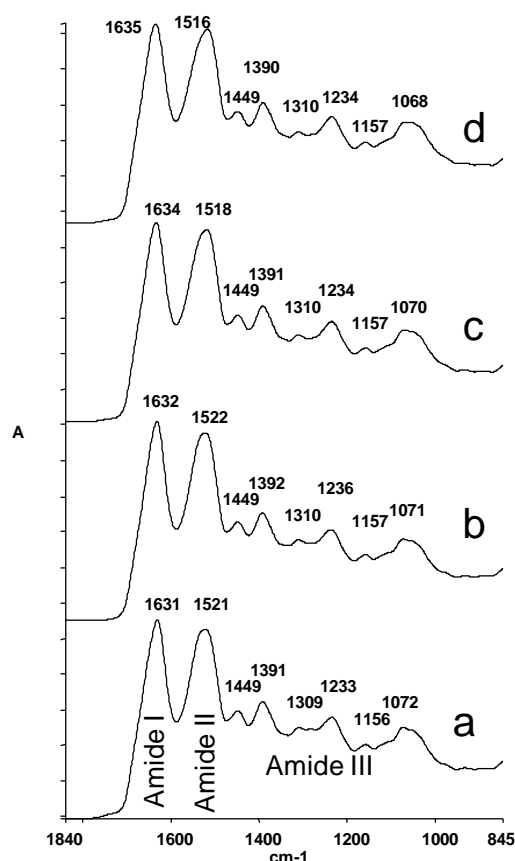 1635 1516
1390
1449 1310 1234 1157 1068
d
1634 1518
1391
1449 1310 1234 1157 1070
c
1632 1522
1392 1236
1449 1310 1157 1071
b
A
1631 1521
1391
1449 1309 1233 1156 1072
a
Amide I
Amide II
Amide III
1840 1600 1400 1200 1000 845
cm-1